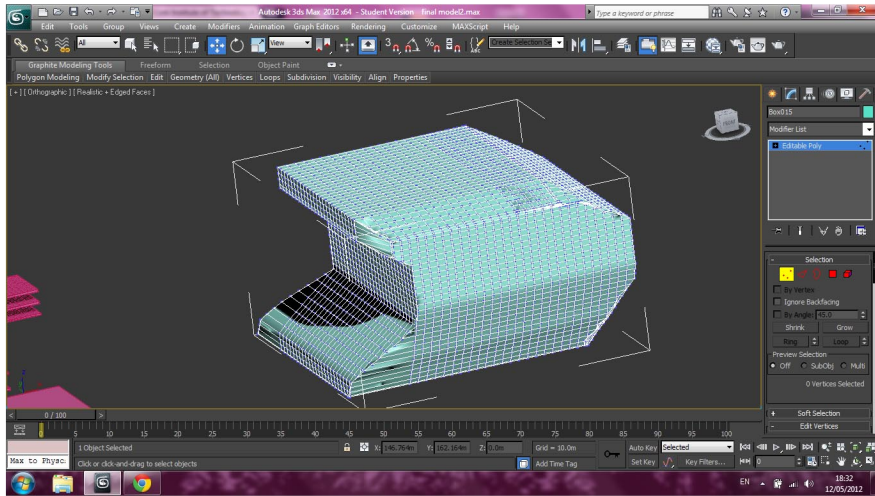 Autodesk 3ds Max 2012 x64 - Student Version final model2.max
Type a keyword or phrase
Edit Tools Group Views Create Modifiers Animation Graph Editors Rendering Customize MAXScript Help
All View Create Selection Se
Graphite Modeling Tools Freeform Selection Object Paint
Polygon Modeling Modify Selection Edit Geometry (All) Vertices Loops Subdivision Visibility Align Properties
[ + ] [ Orthographic ] [ Realistic + Edged Faces ]
FRONT
Box015
Modifier List
Editable Poly
- Selection
By Vertex
Ignore Backfacing
By Angle: 45.0
Shrink Grow
Ring Loop
Preview Selection
Off SubObj Multi
0 Vertices Selected
+ Soft Selection
- Edit Vertices
< 0 / 100 >
0 5 10 15 20 25 30 35 40 45 50 55 60 65 70 75 80 85 90 95 100
1 Object Selected X: 146.764m Y: 162.164m Z: 0.0m Grid = 10.0m Auto Key Selected
Max to Physc: Click or click-and-drag to select objects Add Time Tag Set Key Key Filters... 0
EN 18:32
12/05/2012